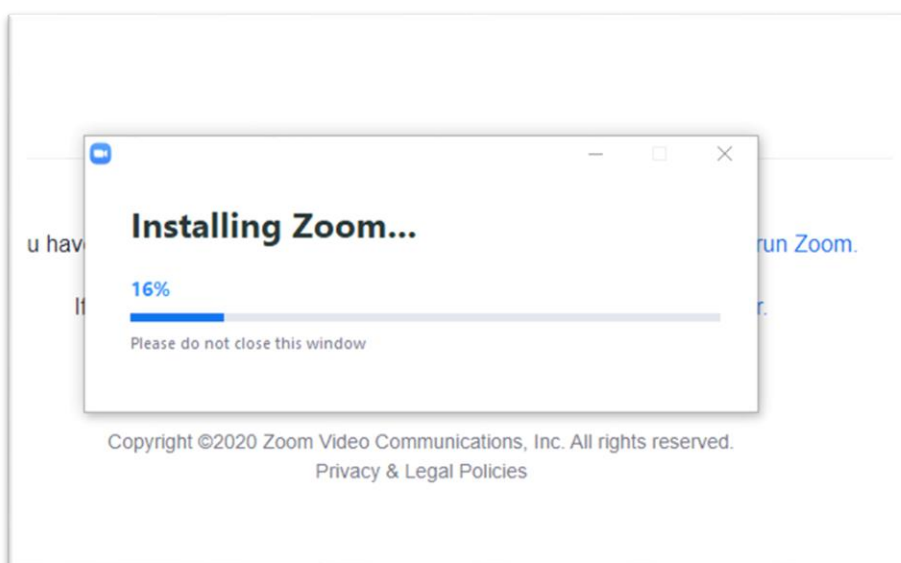 Installing Zoom...
u hav run Zoom.
16%
If r.
Please do not close this window
Copyright ©2020 Zoom Video Communications, Inc. All rights reserved.
Privacy & Legal Policies